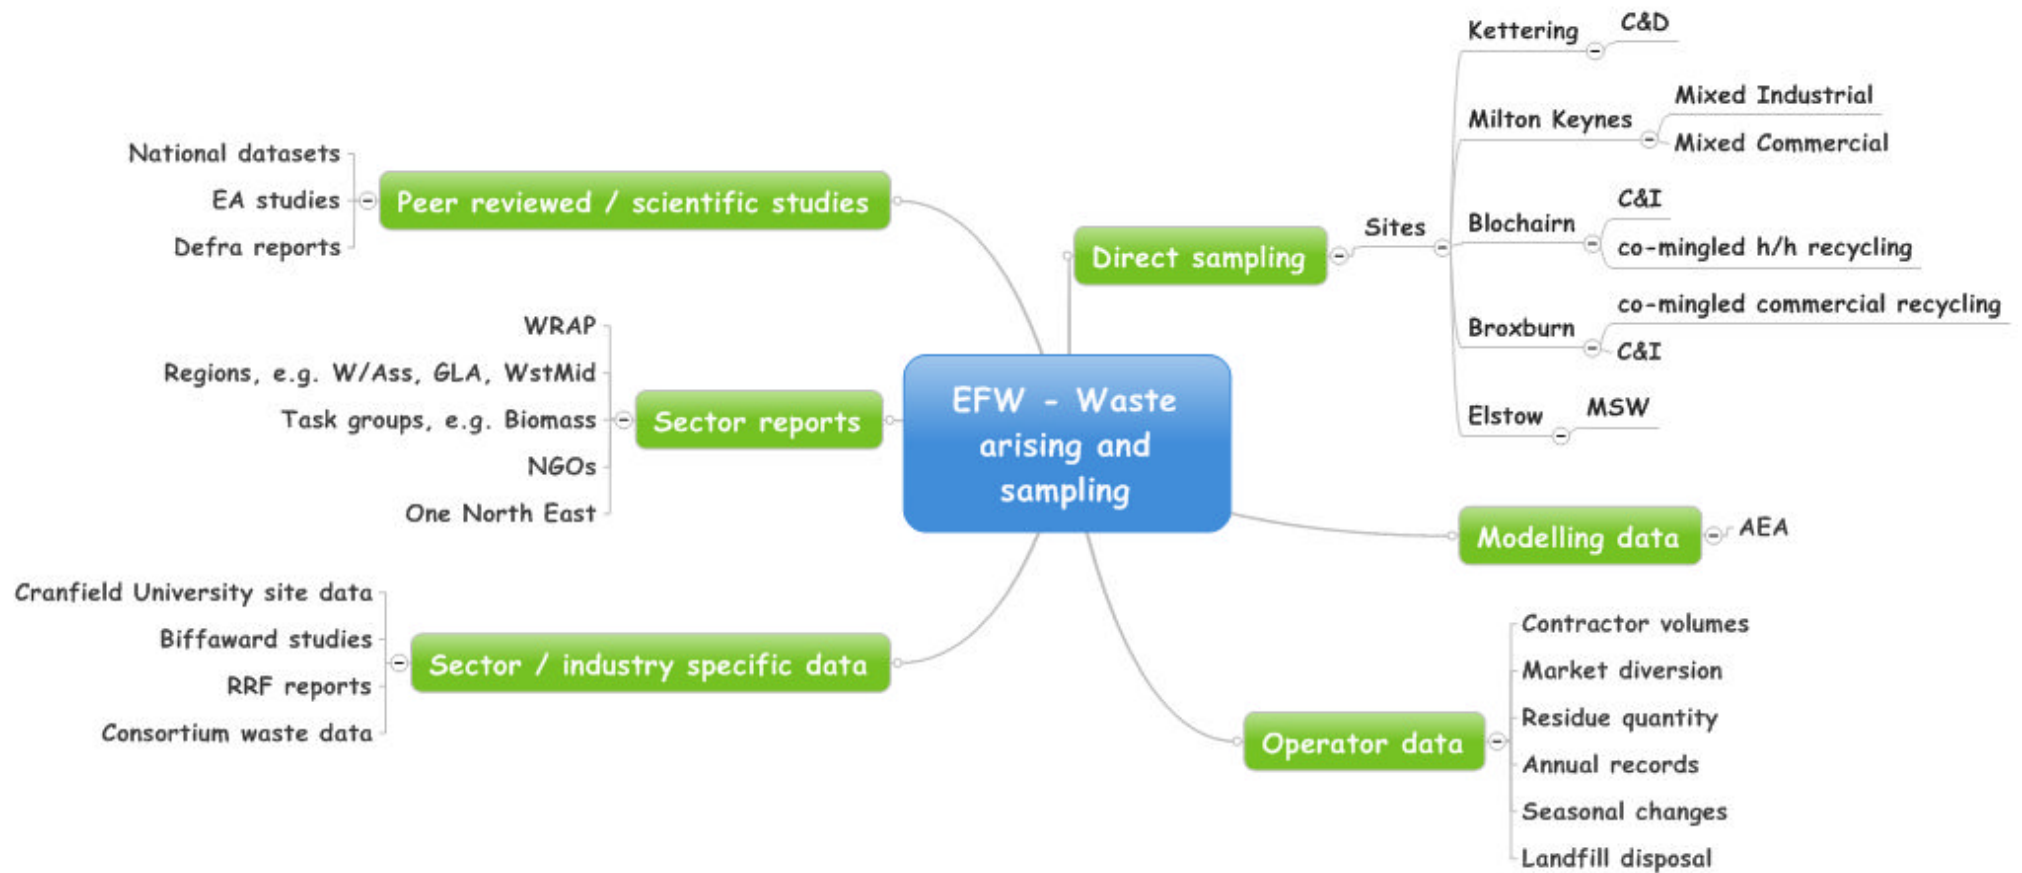 Kettering
C&D
Milton Keynes
Mixed Industrial
Mixed Commercial
Blochairn
C&I
co-mingled h/h recycling
Broxburn
co-mingled commercial recycling
C&I
Elstow
MSW
Sites
Direct sampling
National datasets
EA studies
Defra reports
Peer reviewed / scientific studies
WRAP
Regions, e.g. W/Ass, GLA, WstMid
Task groups, e.g. Biomass
NGOs
One North East
Sector reports
EFW - Waste
arising and
sampling
Modelling data
AEA
Cranfield University site data
Biffaward studies
RRF reports
Consortium waste data
Sector / industry specific data
Operator data
Contractor volumes
Market diversion
Residue quantity
Annual records
Seasonal changes
Landfill disposal